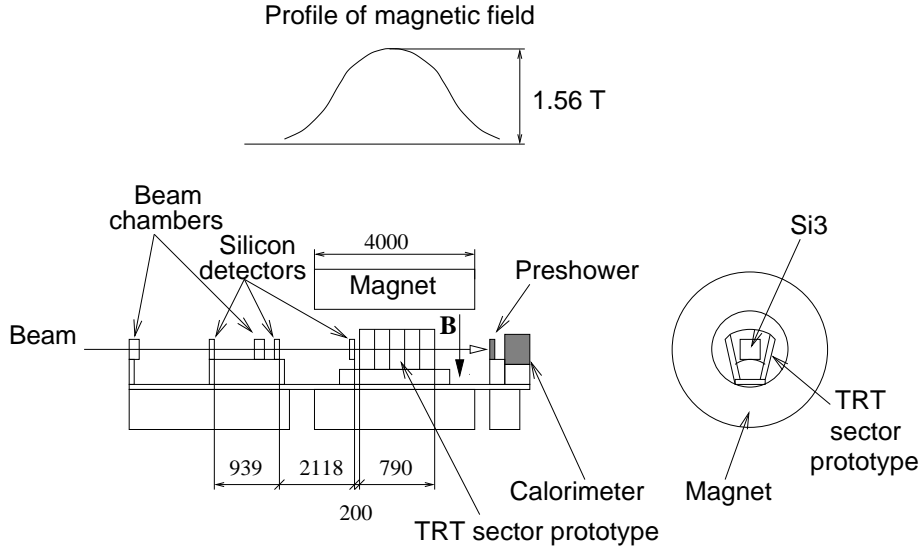 Profile of magnetic field
1.56 T
Beam
chambers
Silicon
detectors
4000
Magnet
Preshower
Si3
Beam
B
TRT
sector
prototype
939
2118
790
200
Calorimeter
Magnet
TRT sector prototype